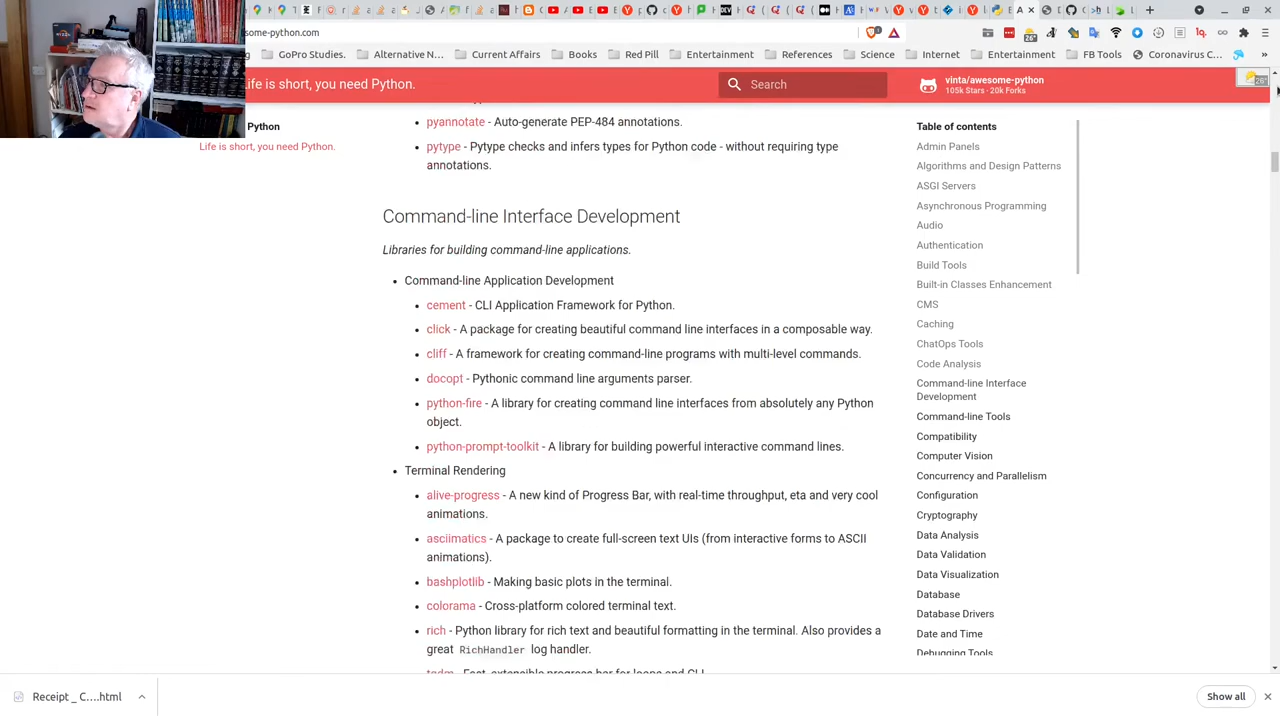 esome-python.com
GoPro Studies.
Alternative N...
Current Affairs
Books
Red Pill
Entertainment
References
Science
Internet
Entertainment
FB Tools
Coronavirus C...
Life is short, you need Python.
Search
vinta/awesome-python
105k Stars · 20k Forks
26°
Python
Life is short, you need Python.
pyannotate - Auto-generate PEP-484 annotations.
pytype - Pytype checks and infers types for Python code - without requiring type
annotations.
Command-line Interface Development
Libraries for building command-line applications.
Command-line Application Development
cement - CLI Application Framework for Python.
click - A package for creating beautiful command line interfaces in a composable way.
cliff - A framework for creating command-line programs with multi-level commands.
docopt - Pythonic command line arguments parser.
python-fire - A library for creating command line interfaces from absolutely any Python
object.
python-prompt-toolkit - A library for building powerful interactive command lines.
Terminal Rendering
alive-progress - A new kind of Progress Bar, with real-time throughput, eta and very cool
animations.
asciimatics - A package to create full-screen text UIs (from interactive forms to ASCII
animations).
bashplotlib - Making basic plots in the terminal.
colorama - Cross-platform colored terminal text.
rich - Python library for rich text and beautiful formatting in the terminal. Also provides a
great RichHandler log handler.
tqdm - Fast, extensible progress bar for loops and CLI.
Table of contents
Admin Panels
Algorithms and Design Patterns
ASGI Servers
Asynchronous Programming
Audio
Authentication
Build Tools
Built-in Classes Enhancement
CMS
Caching
ChatOps Tools
Code Analysis
Command-line Interface
Development
Command-line Tools
Compatibility
Computer Vision
Concurrency and Parallelism
Configuration
Cryptography
Data Analysis
Data Validation
Data Visualization
Database
Database Drivers
Date and Time
Debugging Tools
Receipt _ C....html
Show all